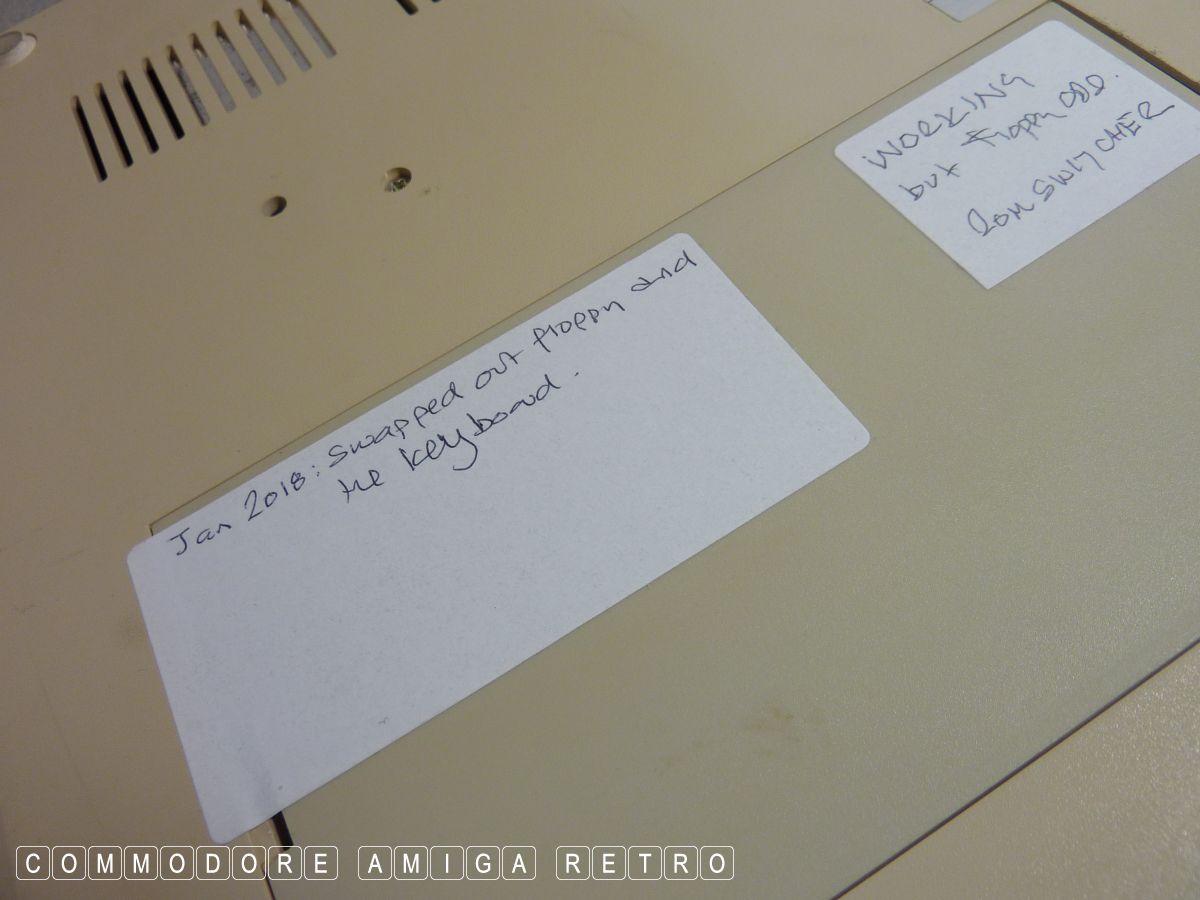 WORKING
but floppy odd.
Rom SWITCHER
Jan 2018: Swapped out floppy and
the keyboard.
COMMODORE AMIGA RETRO